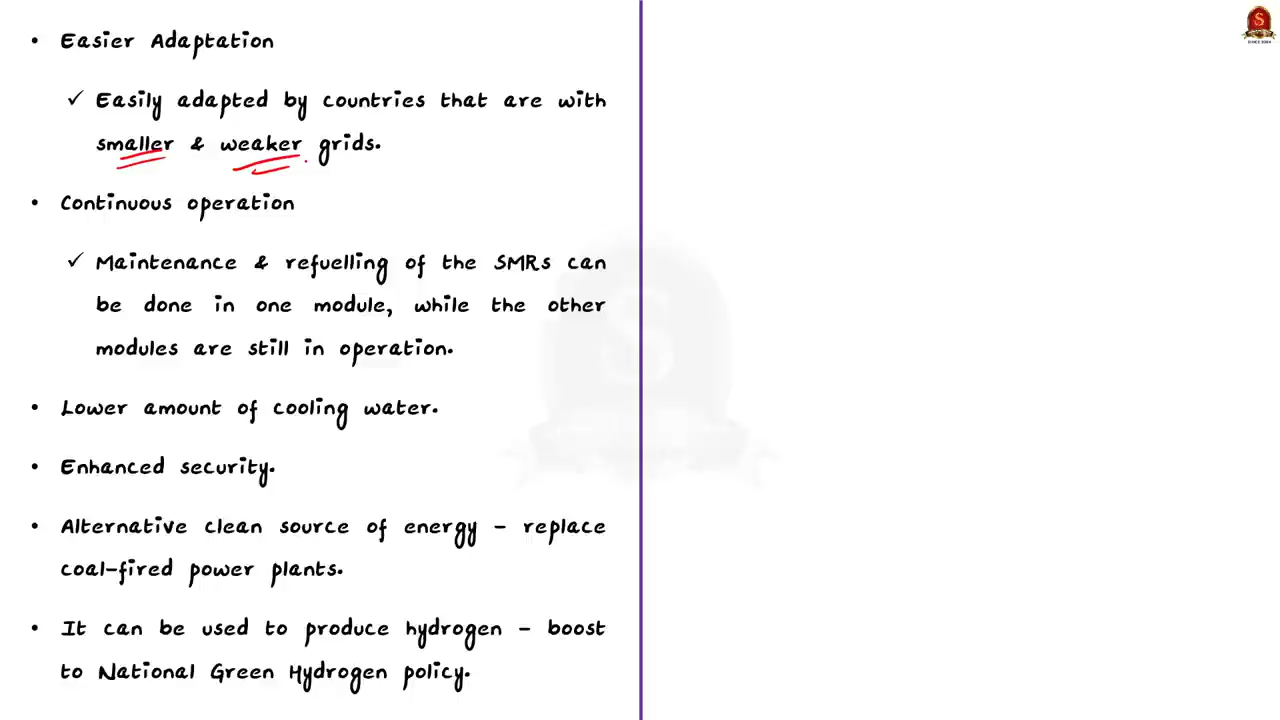 • Easier Adaptation
✓ Easily adapted by countries that are with
smaller & weaker grids.
• Continuous operation
✓ Maintenance & refuelling of the SMRs can
be done in one module, while the other
modules are still in operation.
• Lower amount of cooling water.
• Enhanced security.
• Alternative clean source of energy – replace
coal-fired power plants.
• It can be used to produce hydrogen – boost
to National Green Hydrogen policy.
S
SINCE 2004
S